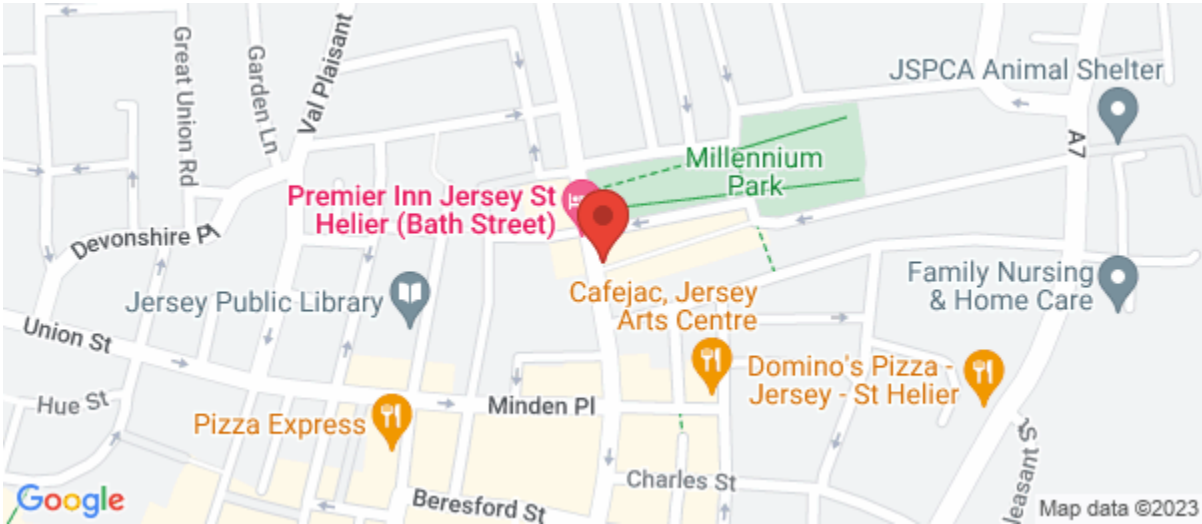 Great Union Rd
Garden Ln
Val Plaisant
JSPCA Animal Shelter
A7
Millennium
Park
Premier Inn Jersey St
Helier (Bath Street)
Devonshire Pl
Jersey Public Library
Cafejac, Jersey
Arts Centre
Family Nursing
& Home Care
Union St
Domino's Pizza -
Jersey - St Helier
Hue St
Minden Pl
Pizza Express
Charles St
Beresford St
leasant St
Google
Map data ©2023